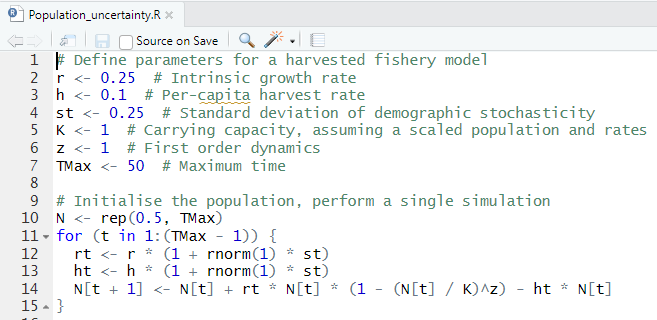 Population_uncertainty.R
Source on Save
1 # Define parameters for a harvested fishery model
2 r <- 0.25  # Intrinsic growth rate
3 h <- 0.1  # Per-capita harvest rate
4 st <- 0.25  # Standard deviation of demographic stochasticity
5 K <- 1  # Carrying capacity, assuming a scaled population and rates
6 z <- 1  # First order dynamics
7 TMax <- 50  # Maximum time
8
9 # Initialise the population, perform a single simulation
10 N <- rep(0.5, TMax)
11 for (t in 1:(TMax - 1)) {
12   rt <- r * (1 + rnorm(1) * st)
13   ht <- h * (1 + rnorm(1) * st)
14   N[t + 1] <- N[t] + rt * N[t] * (1 - (N[t] / K)^z) - ht * N[t]
15 }